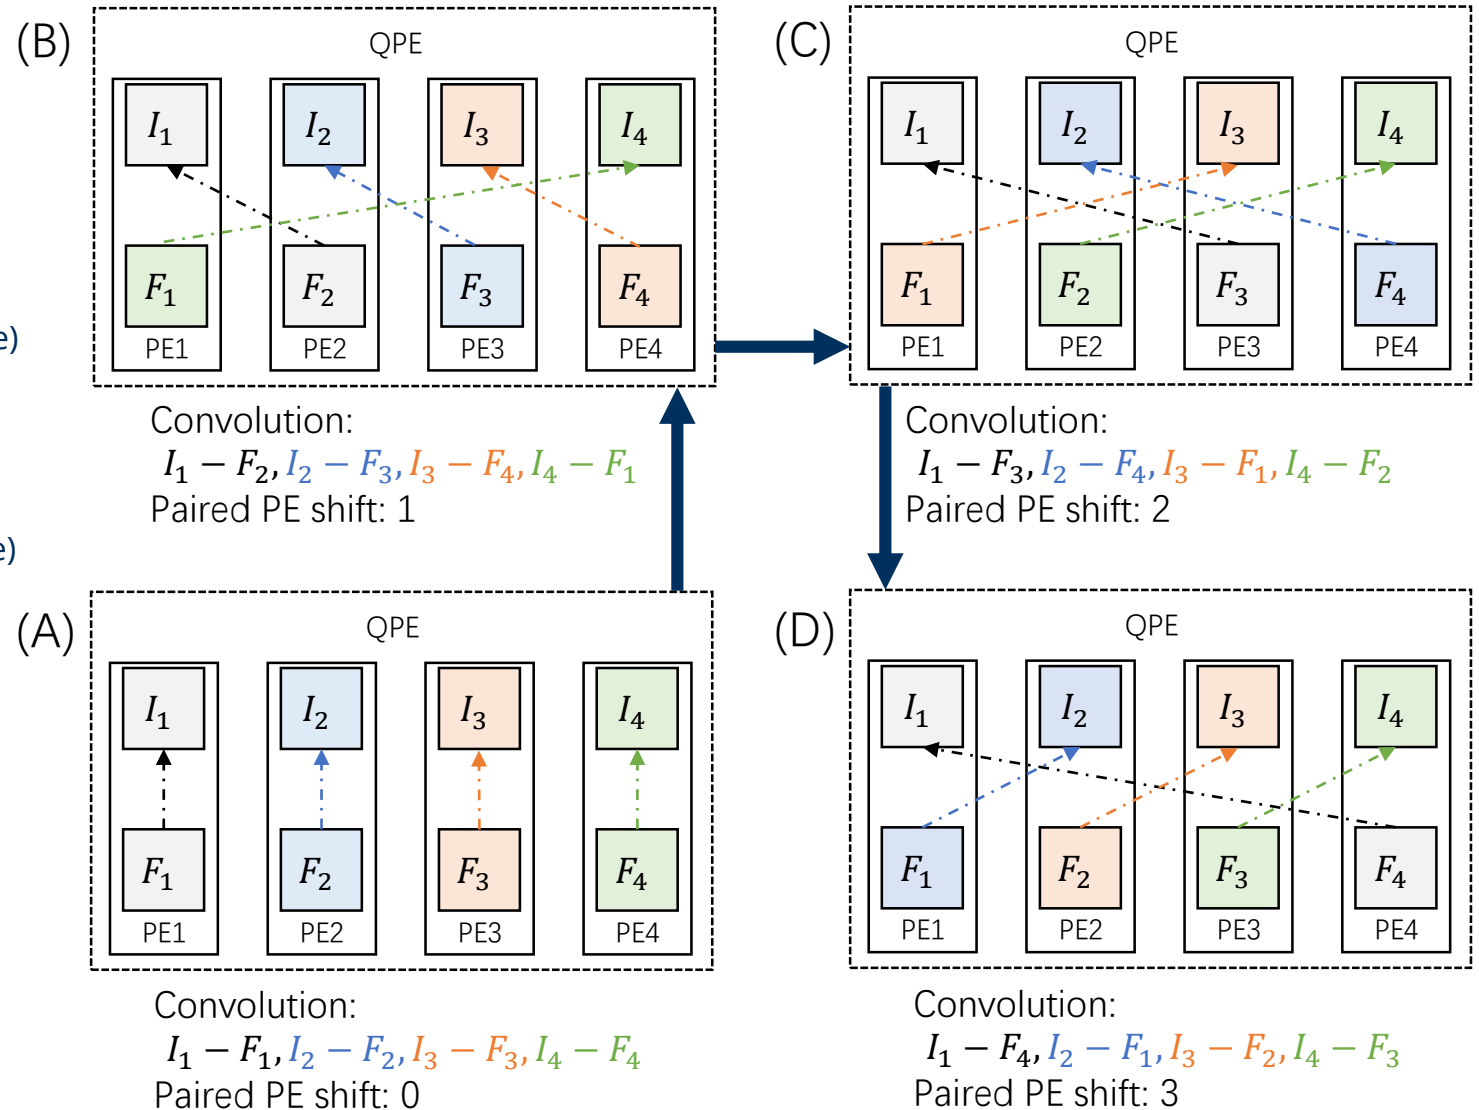 (B)
QPE
I₁ I₂ I₃ I₄
F₁ F₂ F₃ F₄
PE1 PE2 PE3 PE4
Convolution:
I₁ − F₂, I₂ − F₃, I₃ − F₄, I₄ − F₁
Paired PE shift: 1
(C)
QPE
I₁ I₂ I₃ I₄
F₁ F₂ F₃ F₄
PE1 PE2 PE3 PE4
Convolution:
I₁ − F₃, I₂ − F₄, I₃ − F₁, I₄ − F₂
Paired PE shift: 2
e)
e)
(A)
QPE
I₁ I₂ I₃ I₄
F₁ F₂ F₃ F₄
PE1 PE2 PE3 PE4
Convolution:
I₁ − F₁, I₂ − F₂, I₃ − F₃, I₄ − F₄
Paired PE shift: 0
(D)
QPE
I₁ I₂ I₃ I₄
F₁ F₂ F₃ F₄
PE1 PE2 PE3 PE4
Convolution:
I₁ − F₄, I₂ − F₁, I₃ − F₂, I₄ − F₃
Paired PE shift: 3